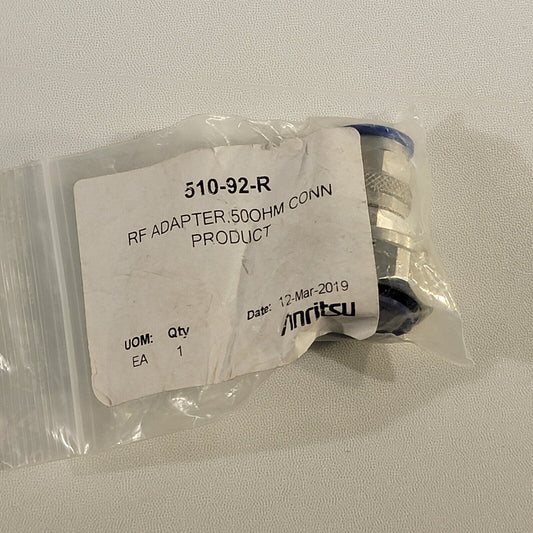 510-92-R
RF ADAPTER.50OHM CONN
PRODUCT
Date: 12-Mar-2019
UOM: Qty
EA 1
Anritsu